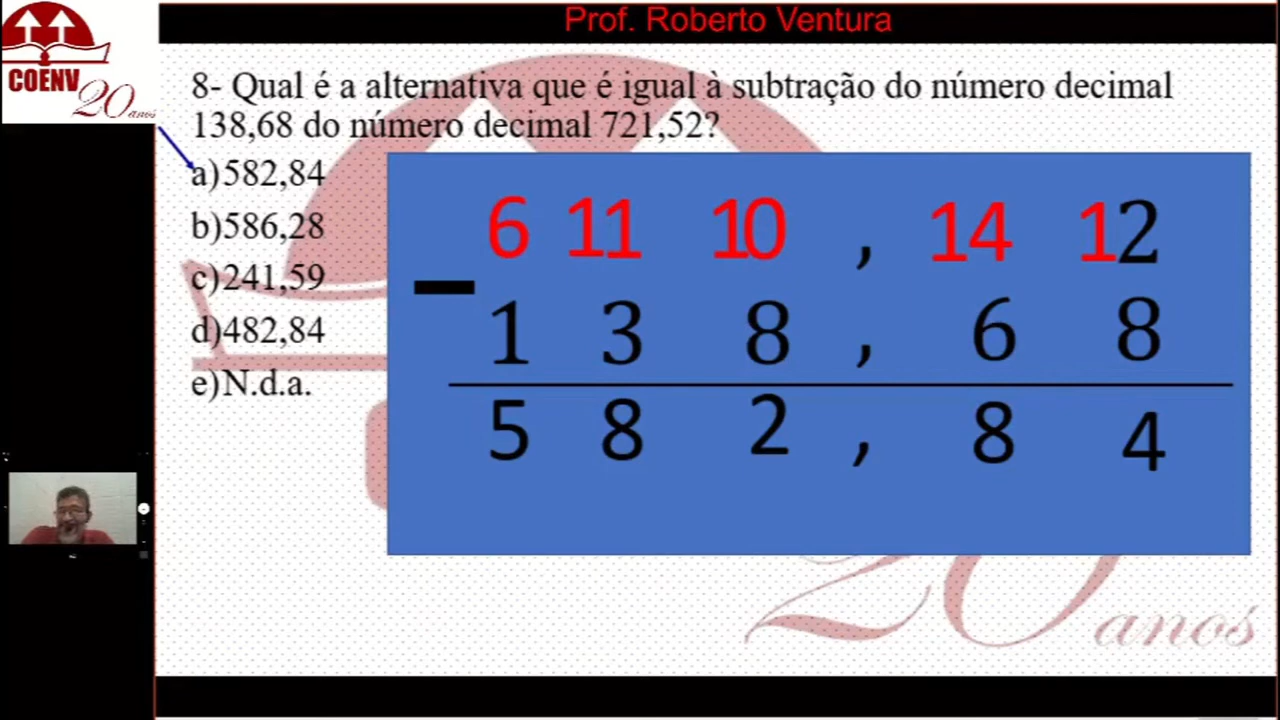 Prof. Roberto Ventura
COENV
20 anos
8- Qual é a alternativa que é igual à subtração do número decimal
138,68 do número decimal 721,52?
a)582,84
b)586,28
c)241,59
d)482,84
e)N.d.a.
6 11 10 , 14 12
–
1 3 8 , 6 8
5 8 2 , 8 4
20 anos